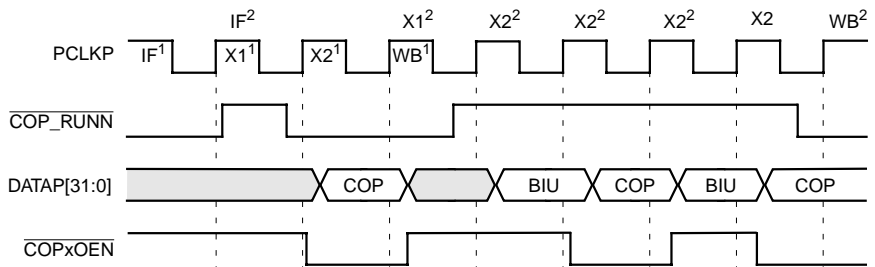 IF² X1² X2² X2² X2² X2 WB²
PCLKP IF¹ X1¹ X2¹ WB¹
COP_RUNN
DATAP[31:0] COP BIU COP BIU COP
COPxOEN